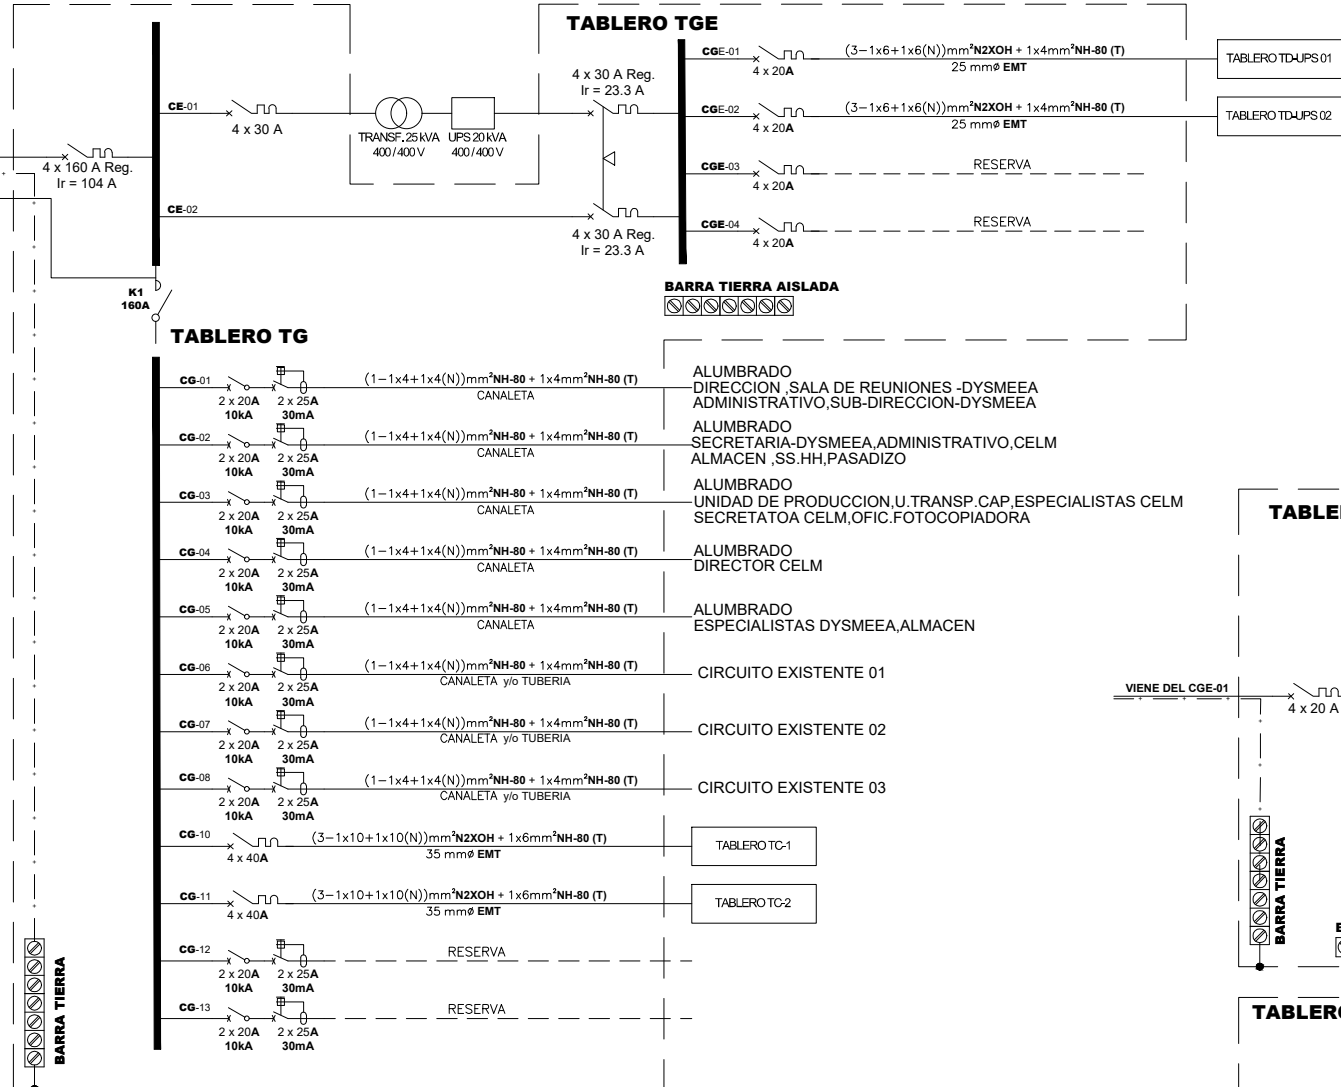 TABLERO TGE
CE-01
4 x 30 A
TRANSF. 25 kVA
400/400 V
UPS 20 kVA
400/400 V
4 x 30 A Reg.
Ir = 23.3 A
4 x 160 A Reg.
Ir = 104 A
CE-02
4 x 30 A Reg.
Ir = 23.3 A
CGE-01
4 x 20A
(3-1x6+1x6(N))mm²N2XOH + 1x4mm²NH-80 (T)
25 mmø EMT
TABLERO TD-UPS 01
CGE-02
4 x 20A
(3-1x6+1x6(N))mm²N2XOH + 1x4mm²NH-80 (T)
25 mmø EMT
TABLERO TD-UPS 02
CGE-03
4 x 20A
RESERVA
CGE-04
4 x 20A
RESERVA
BARRA TIERRA AISLADA
K1
160A
TABLERO TG
CG-01
2 x 20A
10kA
2 x 25A
30mA
(1-1x4+1x4(N))mm²NH-80 + 1x4mm²NH-80 (T)
CANALETA
ALUMBRADO
DIRECCION ,SALA DE REUNIONES -DYSMEEA
ADMINISTRATIVO,SUB-DIRECCION-DYSMEEA
CG-02
2 x 20A
10kA
2 x 25A
30mA
(1-1x4+1x4(N))mm²NH-80 + 1x4mm²NH-80 (T)
CANALETA
ALUMBRADO
SECRETARIA-DYSMEEA,ADMINISTRATIVO,CELM
ALMACEN ,SS.HH,PASADIZO
CG-03
2 x 20A
10kA
2 x 25A
30mA
(1-1x4+1x4(N))mm²NH-80 + 1x4mm²NH-80 (T)
CANALETA
ALUMBRADO
UNIDAD DE PRODUCCION,U.TRANSP.CAP,ESPECIALISTAS CELM
SECRETATOA CELM,OFIC.FOTOCOPIADORA
CG-04
2 x 20A
10kA
2 x 25A
30mA
(1-1x4+1x4(N))mm²NH-80 + 1x4mm²NH-80 (T)
CANALETA
ALUMBRADO
DIRECTOR CELM
CG-05
2 x 20A
10kA
2 x 25A
30mA
(1-1x4+1x4(N))mm²NH-80 + 1x4mm²NH-80 (T)
CANALETA
ALUMBRADO
ESPECIALISTAS DYSMEEA,ALMACEN
CG-06
2 x 20A
10kA
2 x 25A
30mA
(1-1x4+1x4(N))mm²NH-80 + 1x4mm²NH-80 (T)
CANALETA y/o TUBERIA
CIRCUITO EXISTENTE 01
CG-07
2 x 20A
10kA
2 x 25A
30mA
(1-1x4+1x4(N))mm²NH-80 + 1x4mm²NH-80 (T)
CANALETA y/o TUBERIA
CIRCUITO EXISTENTE 02
CG-08
2 x 20A
10kA
2 x 25A
30mA
(1-1x4+1x4(N))mm²NH-80 + 1x4mm²NH-80 (T)
CANALETA y/o TUBERIA
CIRCUITO EXISTENTE 03
CG-10
4 x 40A
(3-1x10+1x10(N))mm²N2XOH + 1x6mm²NH-80 (T)
35 mmø EMT
TABLERO TC-1
CG-11
4 x 40A
(3-1x10+1x10(N))mm²N2XOH + 1x6mm²NH-80 (T)
35 mmø EMT
TABLERO TC-2
CG-12
2 x 20A
10kA
2 x 25A
30mA
RESERVA
CG-13
2 x 20A
10kA
2 x 25A
30mA
RESERVA
BARRA TIERRA
VIENE DEL CGE-01
4 x 20 A
BARRA TIERRA